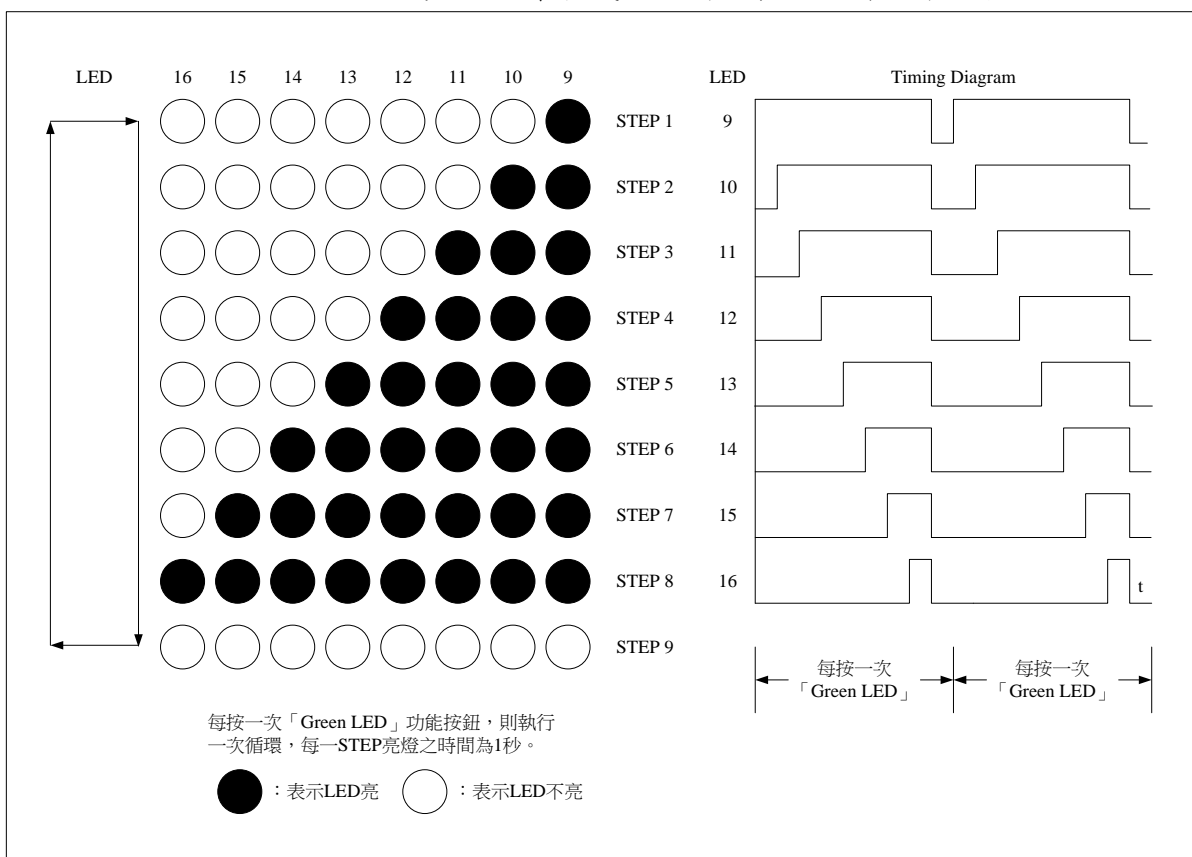 LED 16 15 14 13 12 11 10 9 LED Timing Diagram
STEP 1 9
STEP 2 10
STEP 3 11
STEP 4 12
STEP 5 13
STEP 6 14
STEP 7 15
STEP 8 16 t
STEP 9
每按一次 每按一次
「Green LED」 「Green LED」
每按一次「Green LED」功能按鈕,則執行
一次循環,每一STEP亮燈之時間為1秒。
:表示LED亮 :表示LED不亮